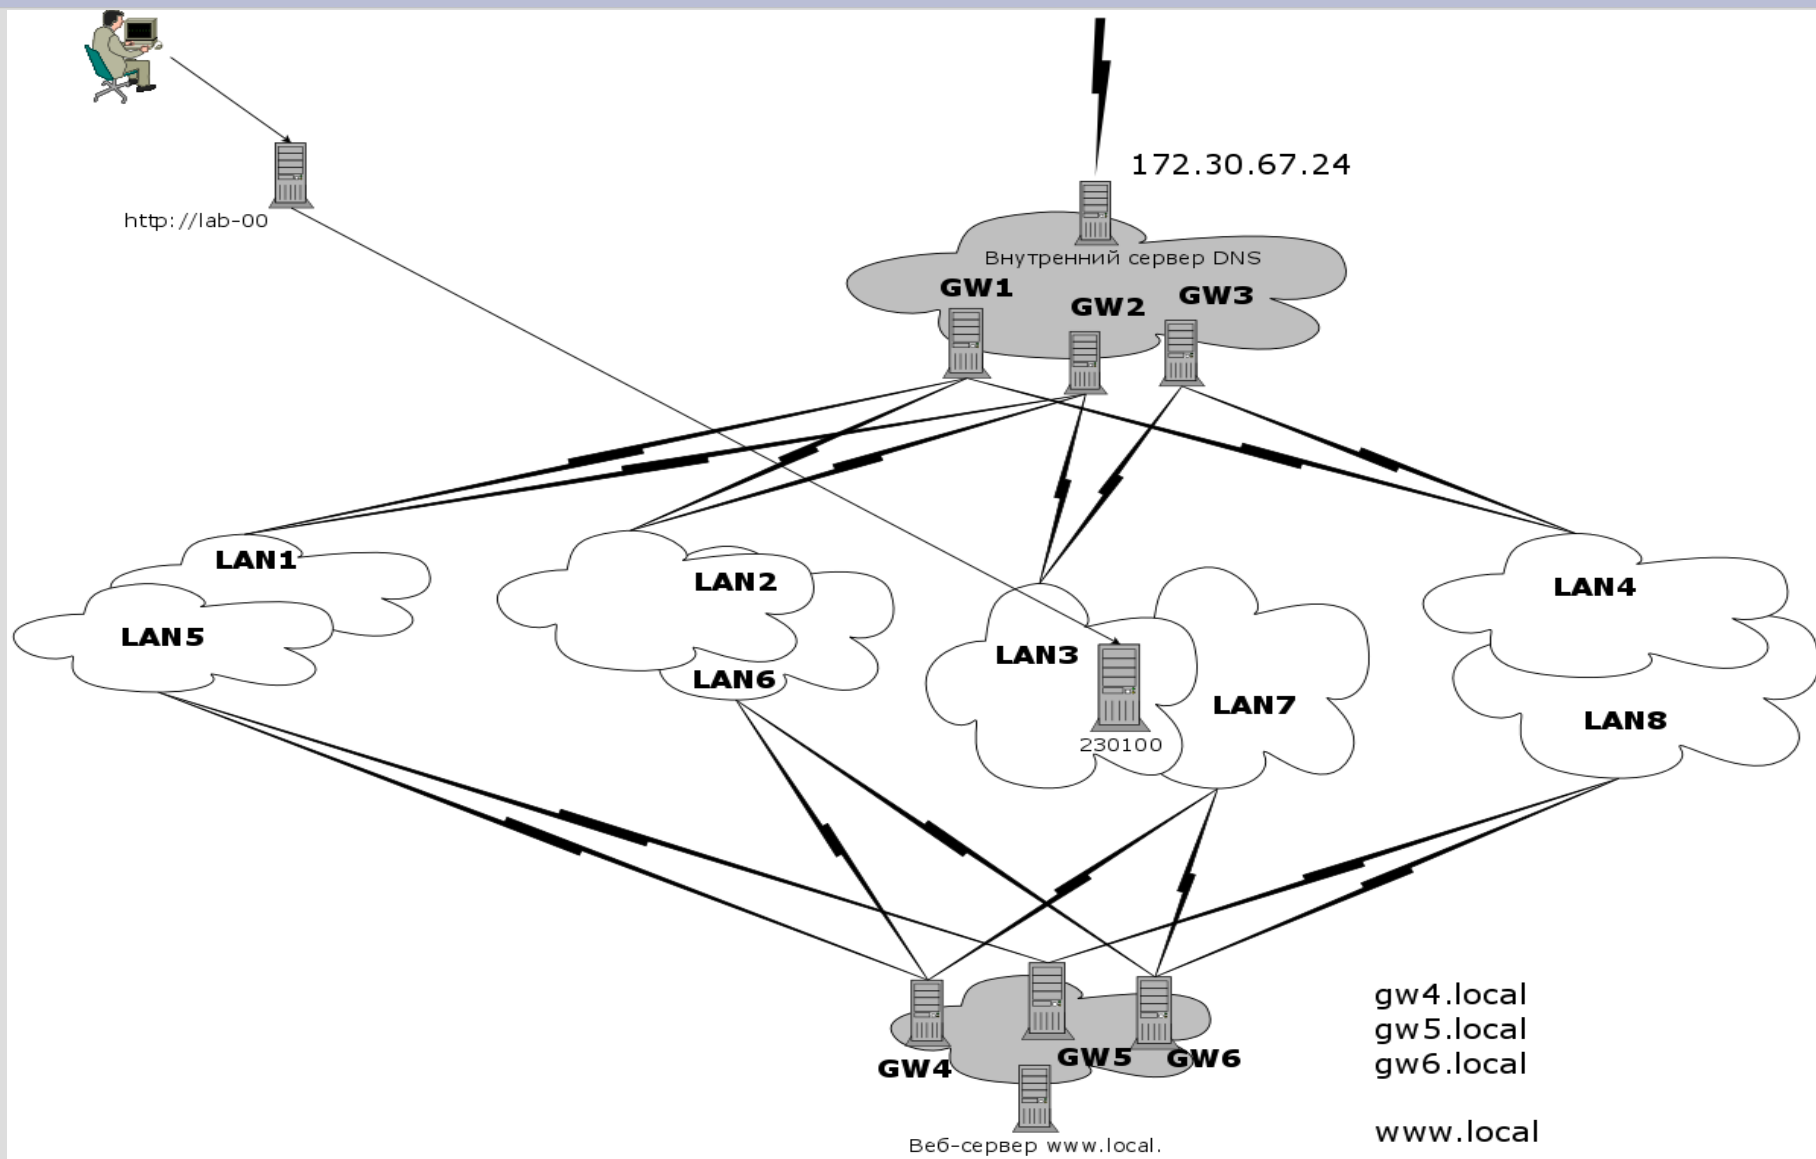 172.30.67.24
http://lab-00
Внутренний сервер DNS
GW1
GW2
GW3
LAN1
LAN5
LAN2
LAN6
LAN3
LAN7
230100
LAN4
LAN8
GW4
GW5
GW6
Веб-сервер www.local.
gw4.local
gw5.local
gw6.local
www.local